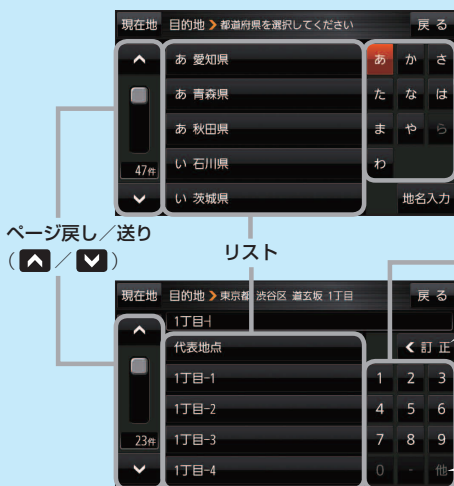 現在地 目的地 > 都道府県を選択してください 戻る
あ 愛知県 あ か さ
あ 青森県 た な は
あ 秋田県 ま や ら
47件 い 石川県 わ
い 茨城県 地名入力
ページ戻し／送り
（ ／ ）
リスト
現在地 目的地 > 東京都 渋谷区 道玄坂 1丁目 戻る
1丁目-
代表地点 訂正
1丁目-1 1 2 3
1丁目-2 4 5 6
23件 1丁目-3 7 8 9
1丁目-4 0 - 他